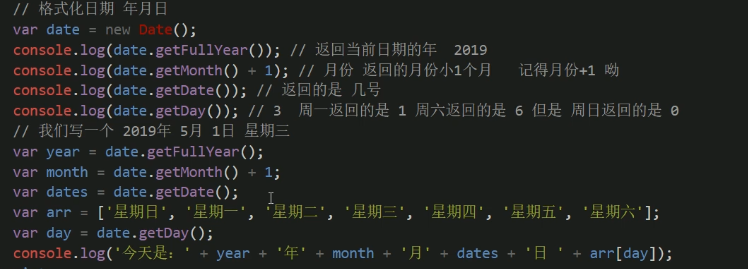 // 格式化日期 年月日
var date = new Date();
console.log(date.getFullYear()); // 返回当前日期的年  2019
console.log(date.getMonth() + 1); // 月份 返回的月份小1个月   记得月份+1 呦
console.log(date.getDate()); // 返回的是 几号
console.log(date.getDay()); // 3  周一返回的是 1 周六返回的是 6 但是 周日返回的是 0
// 我们写一个 2019年 5月 1日 星期三
var year = date.getFullYear();
var month = date.getMonth() + 1;
var dates = date.getDate();
var arr = ['星期日', '星期一', '星期二', '星期三', '星期四', '星期五', '星期六'];
var day = date.getDay();
console.log('今天是：' + year + '年' + month + '月' + dates + '日 ' + arr[day]);